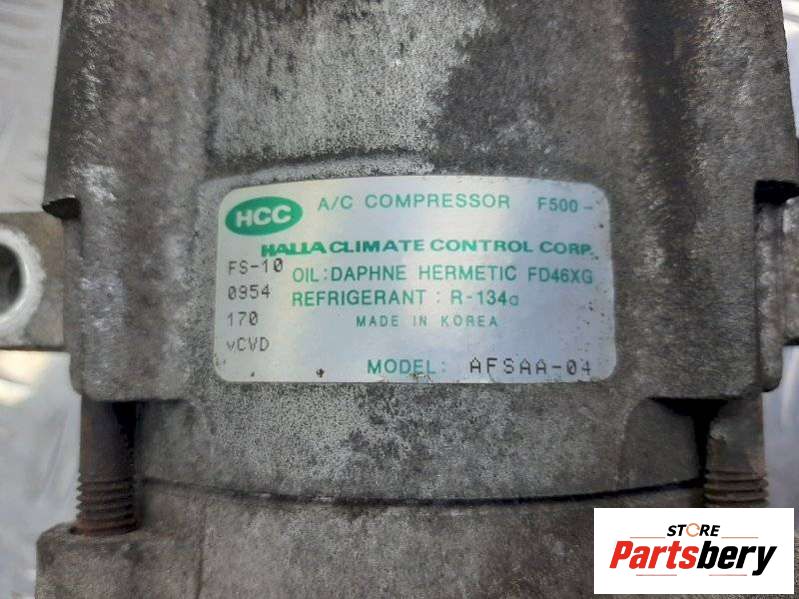 HCC A/C COMPRESSOR F500-
HALLA CLIMATE CONTROL CORP.
FS-10 OIL: DAPHNE HERMETIC FD46XG
0954 REFRIGERANT : R-134a
170 MADE IN KOREA
vCVD
MODEL: AFSAA-04
STORE
Partsbery